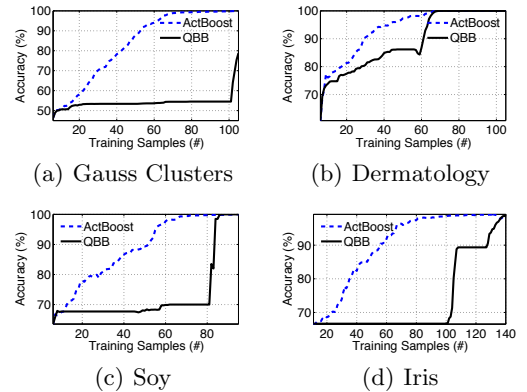 100
90
80
70
60
50
Accuracy (%)
ActBoost
QBB
20 40 60 80 100
Training Samples (#)
(a) Gauss Clusters
100
90
80
70
Accuracy (%)
ActBoost
QBB
20 40 60 80 100
Training Samples (#)
(b) Dermatology
100
90
80
70
Accuracy (%)
ActBoost
QBB
20 40 60 80
Training Samples (#)
(c) Soy
90
80
70
Accuracy (%)
ActBoost
QBB
20 40 60 80 100 120 140
Training Samples (#)
(d) Iris